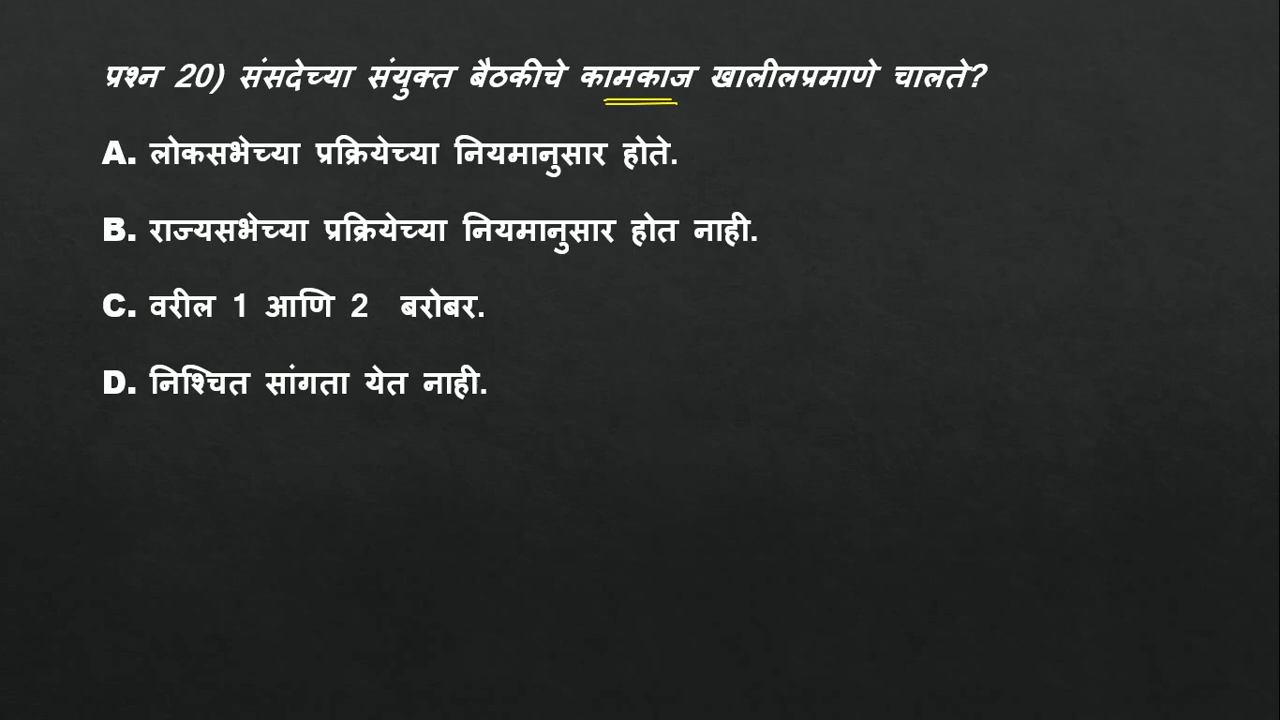 प्रश्न 20) संसदेच्या संयुक्त बैठकीचे कामकाज खालीलप्रमाणे चालते?
A. लोकसभेच्या प्रक्रियेच्या नियमानुसार होते.
B. राज्यसभेच्या प्रक्रियेच्या नियमानुसार होत नाही.
C. वरील 1 आणि 2 बरोबर.
D. निश्चित सांगता येत नाही.